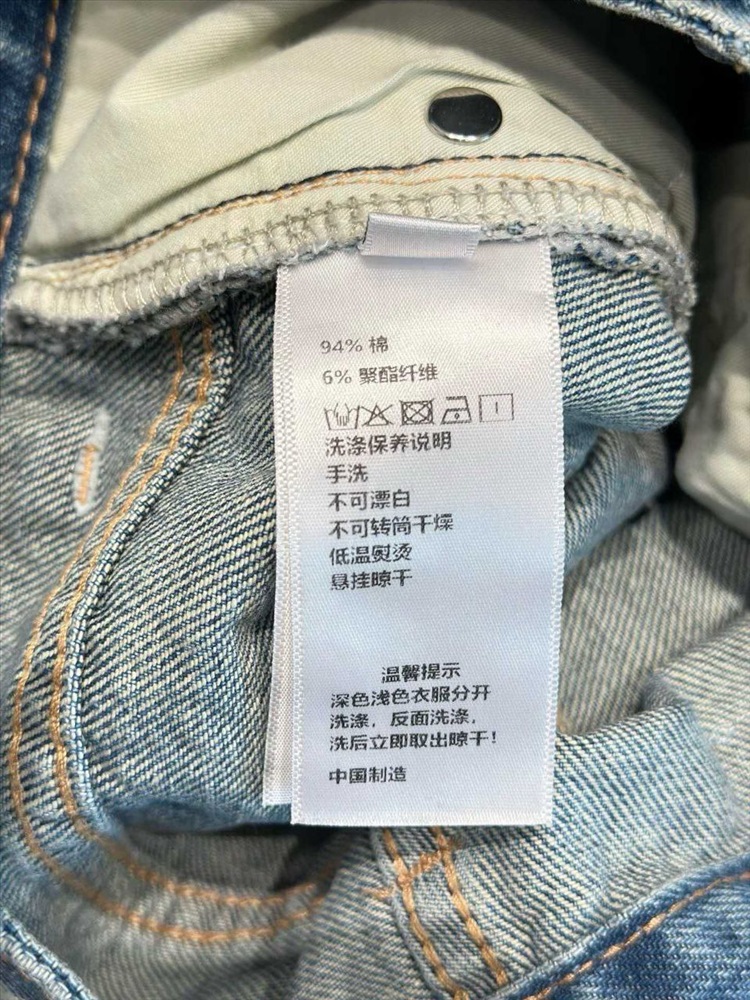 94% 棉
6% 聚酯纤维
洗涤保养说明
手洗
不可漂白
不可转筒干燥
低温熨烫
悬挂晾干
温馨提示
深色浅色衣服分开
洗涤，反面洗涤，
洗后立即取出晾干!
中国制造